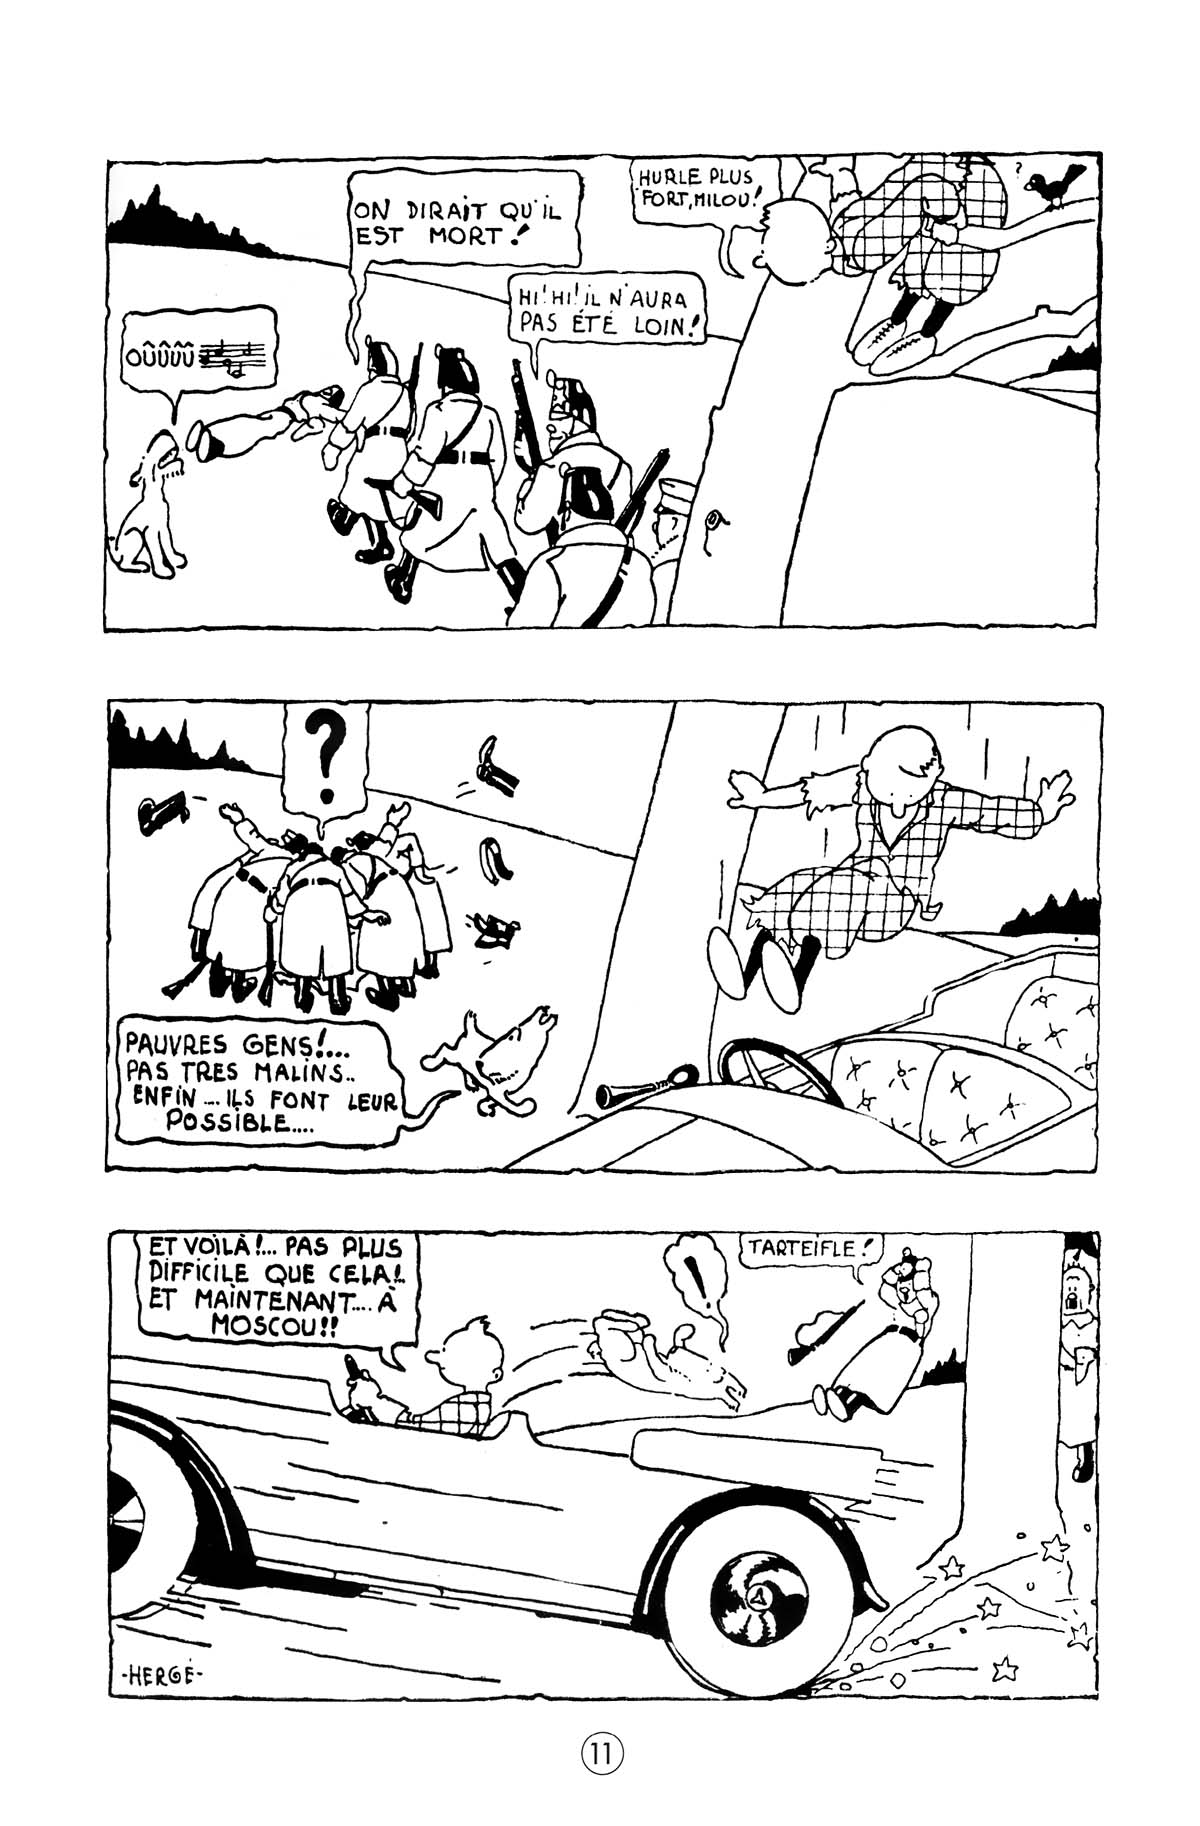 ON DIRAIT QU'IL
EST MORT!
HURLE PLUS
FORT, MILOU!
?
HI! HI! IL N'AURA
PAS ÉTÉ LOIN!
OÛÛÛÛ
?
PAUVRES GENS!...
PAS TRES MALINS..
ENFIN.... ILS FONT LEUR
POSSIBLE....
ET VOILÀ!... PAS PLUS
DIFFICILE QUE CELA!..
ET MAINTENANT.... À
MOSCOU!!
!
TARTEIFLE!
-HERGÉ-
11